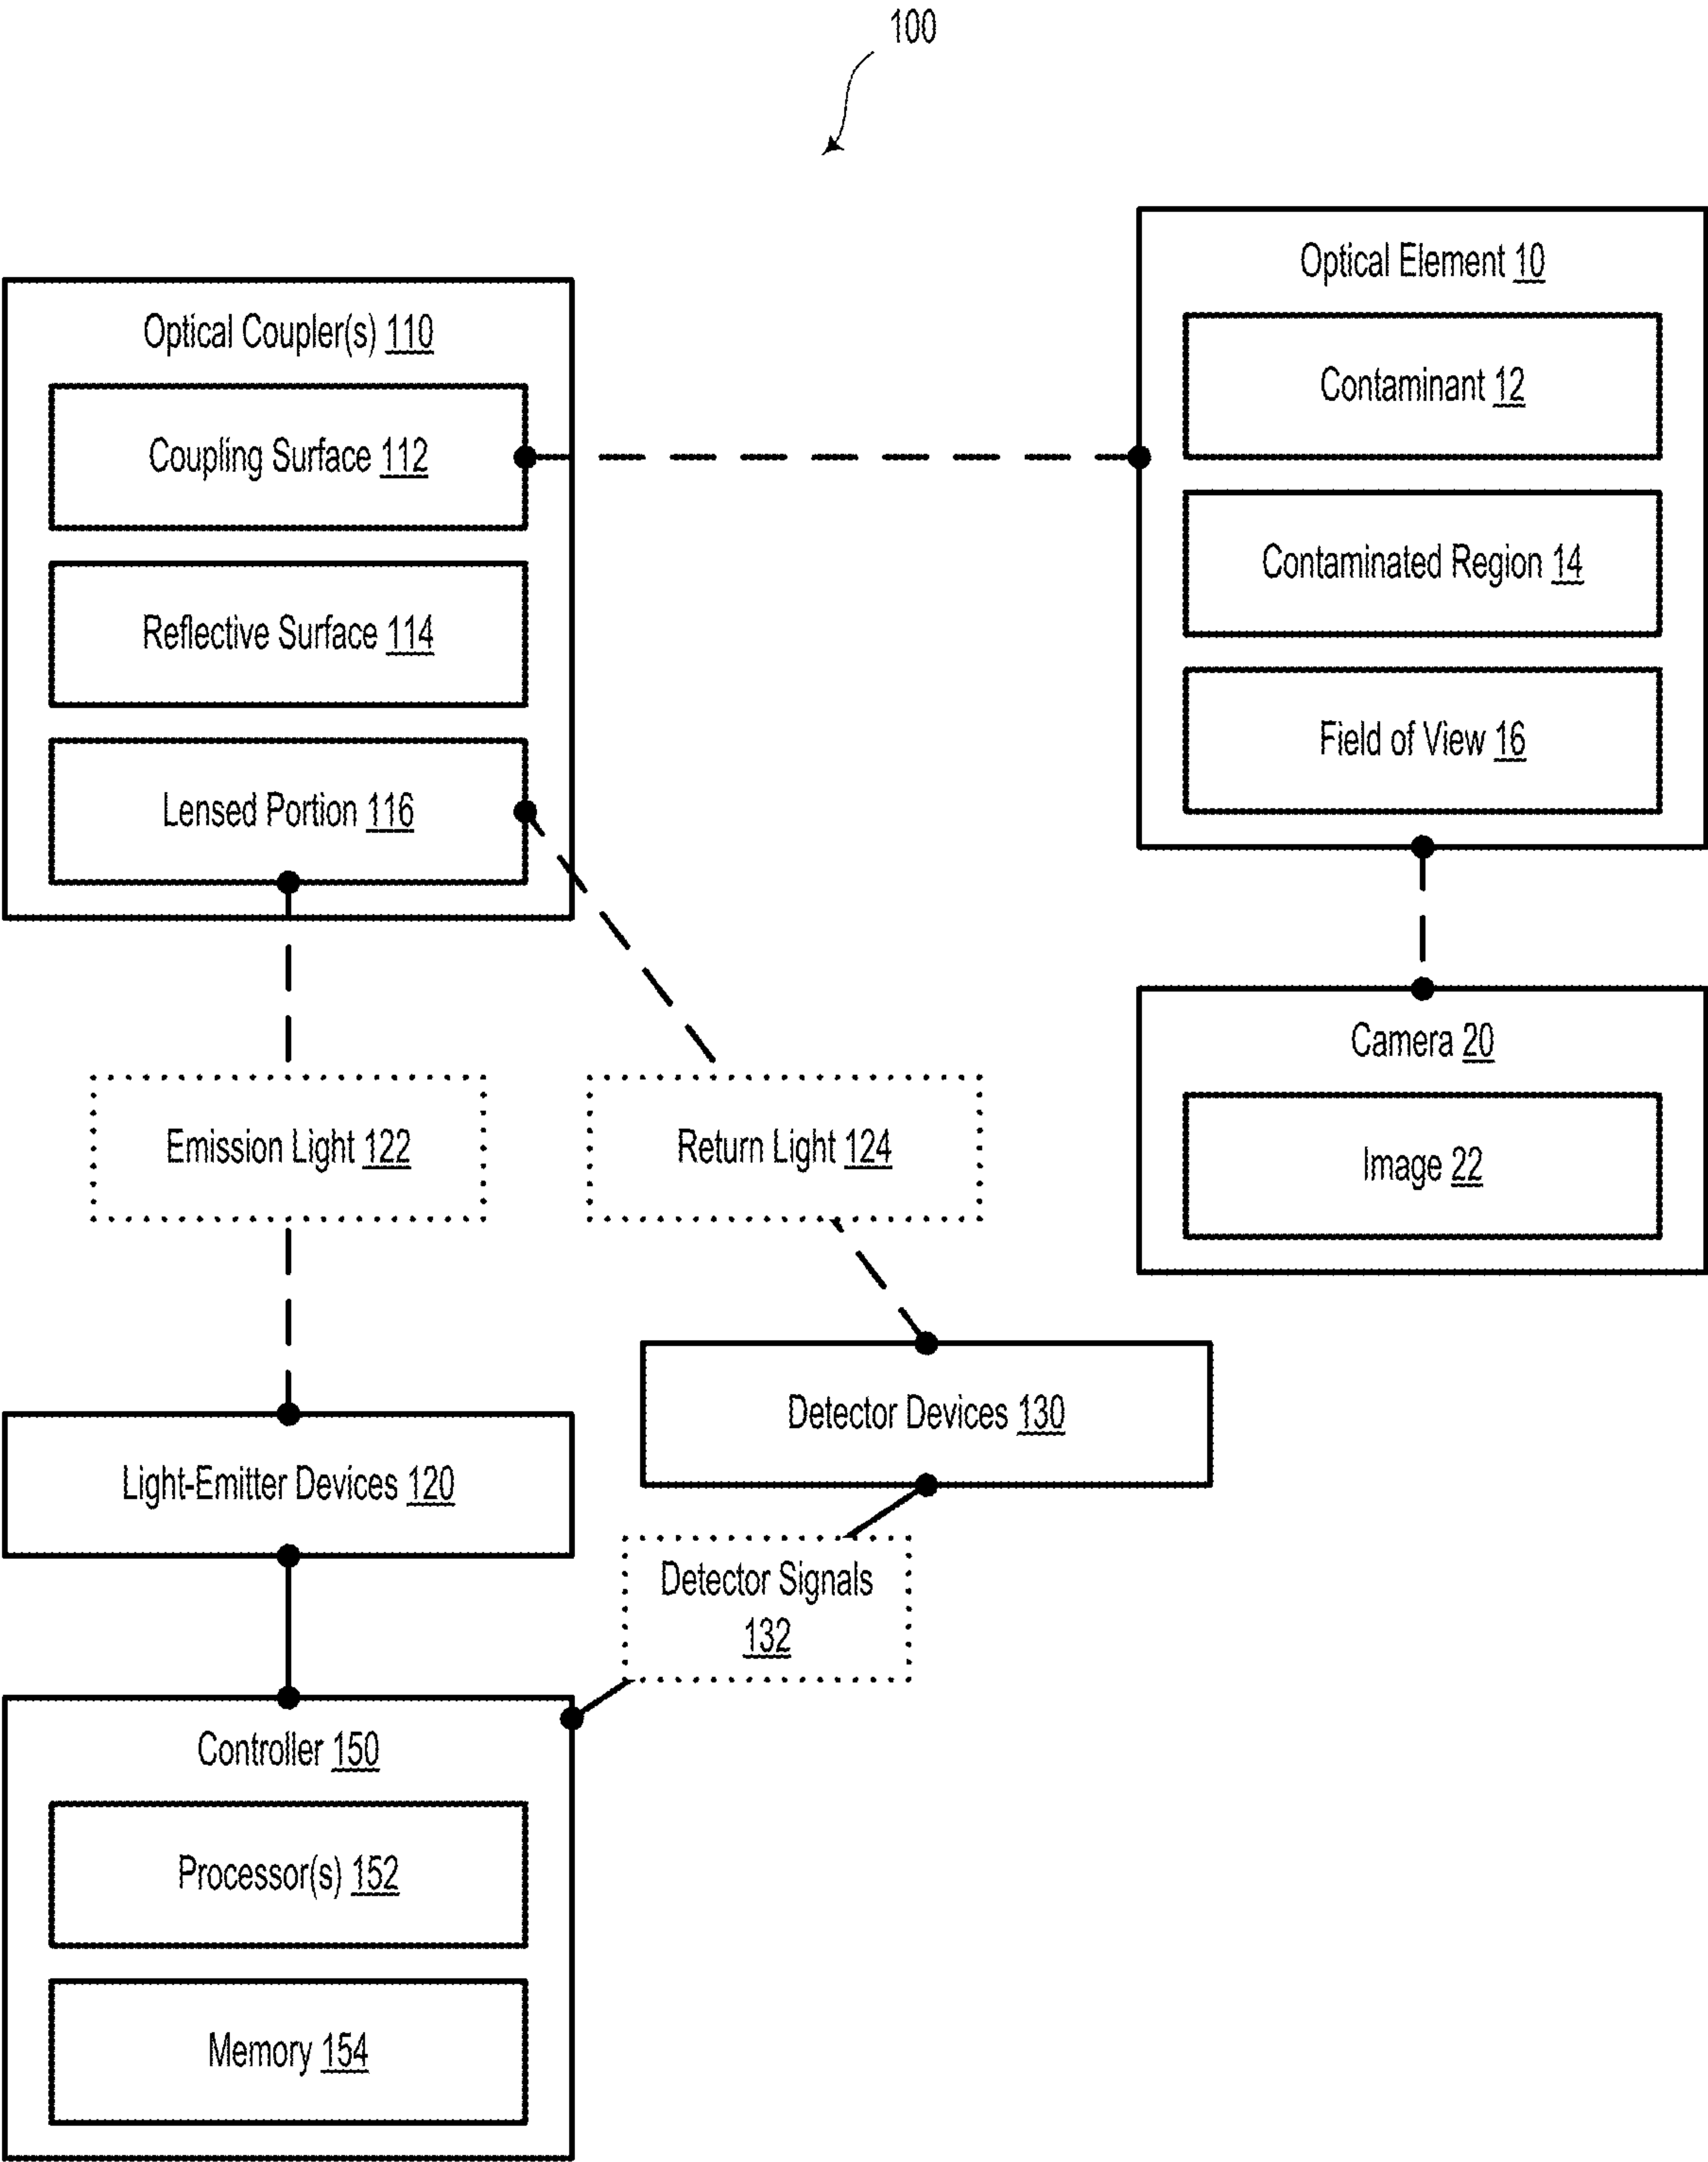 100
Optical Element 10
Contaminant 12
Contaminated Region 14
Field of View 16
Optical Coupler(s) 110
Coupling Surface 112
Reflective Surface 114
Lensed Portion 116
Camera 20
Image 22
Emission Light 122
Return Light 124
Detector Devices 130
Light-Emitter Devices 120
Detector Signals
132
Controller 150
Processor(s) 152
Memory 154